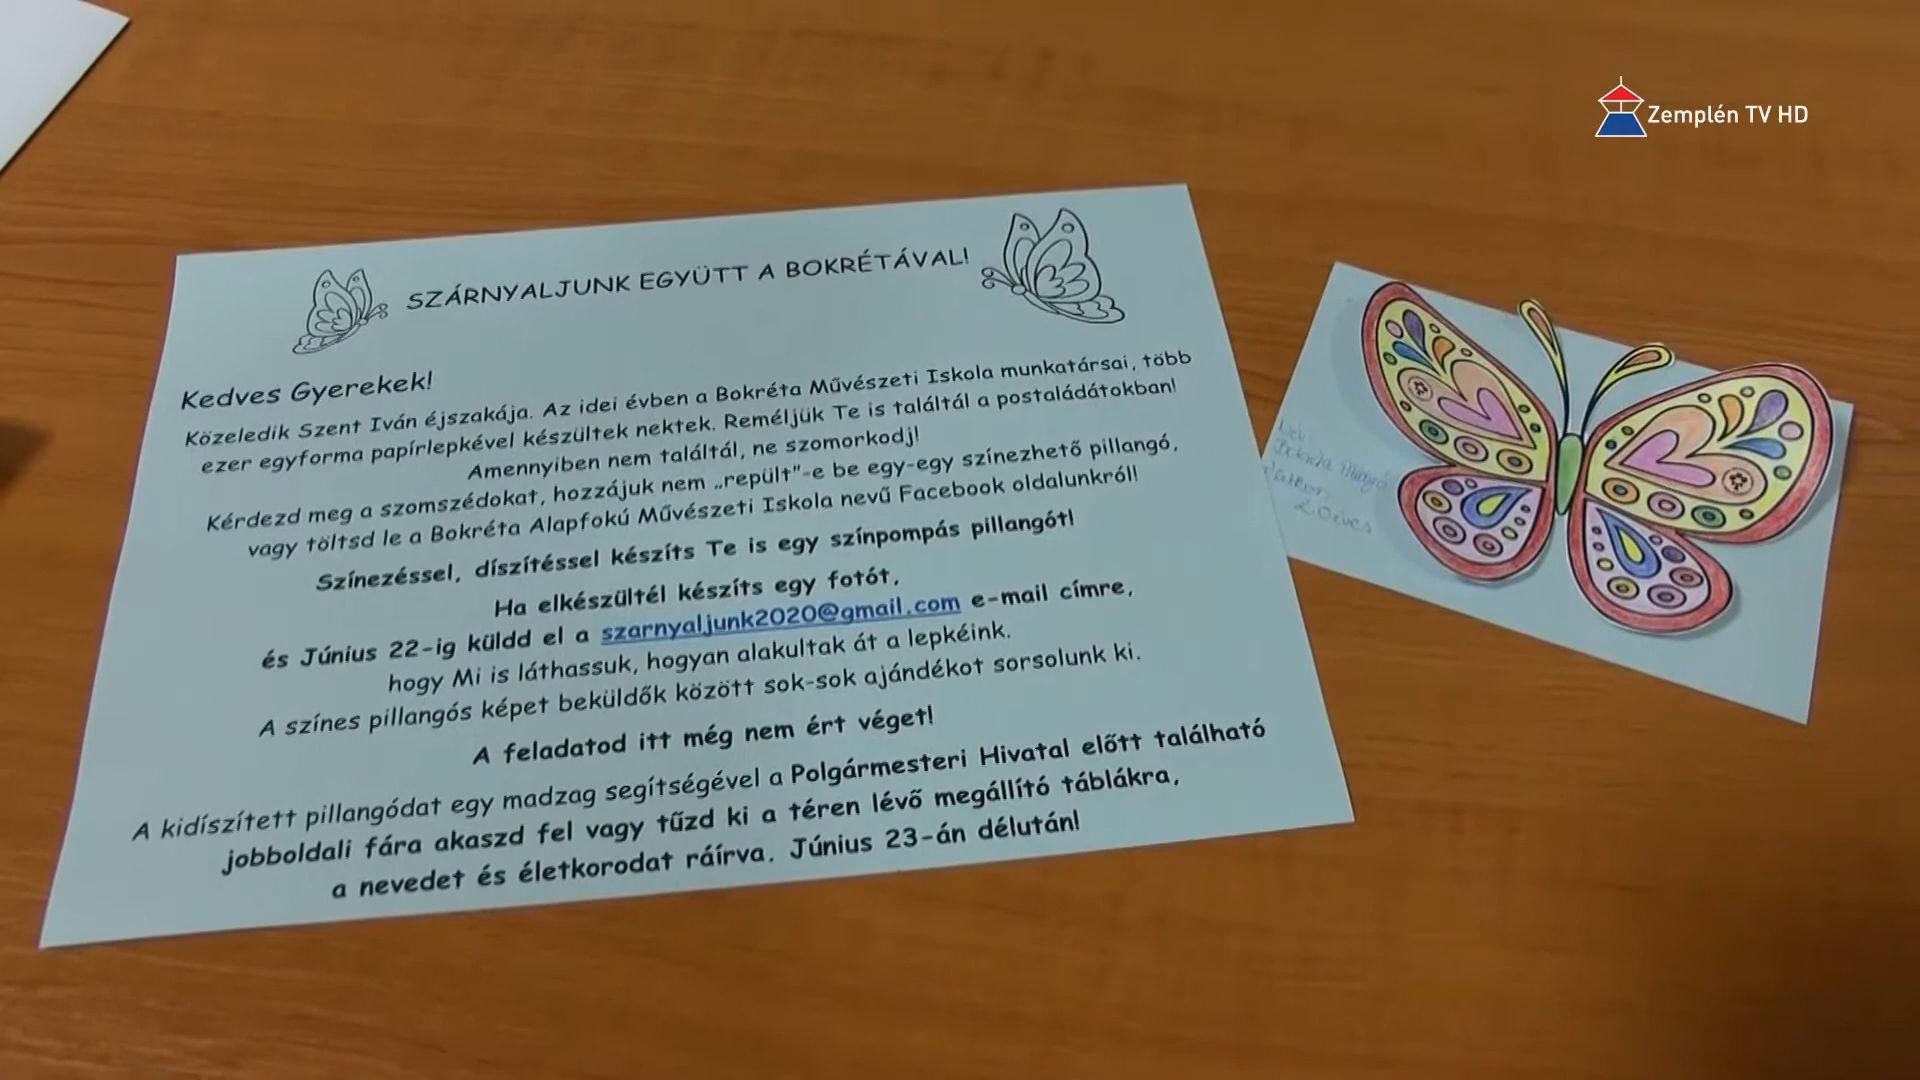 Zemplén TV HD
SZÁRNYALJUNK EGYÜTT A BOKRÉTÁVAL!
Kedves Gyerekek!
Közeledik Szent Iván éjszakája. Az idei évben a Bokréta Művészeti Iskola munkatársai, több
ezer egyforma papírlepkével készültek nektek. Reméljük Te is találtál a postaládátokban!
Amennyiben nem találtál, ne szomorkodj!
Kérdezd meg a szomszédokat, hozzájuk nem „repült"-e be egy-egy színezhető pillangó,
vagy töltsd le a Bokréta Alapfokú Művészeti Iskola nevű Facebook oldalunkról!
Színezéssel, díszítéssel készíts Te is egy színpompás pillangót!
Ha elkészültél készíts egy fotót,
és Június 22-ig küldd el a szarnyaljunk2020@gmail.com e-mail címre,
hogy Mi is láthassuk, hogyan alakultak át a lepkéink.
A színes pillangós képet beküldők között sok-sok ajándékot sorsolunk ki.
A feladatod itt még nem ért véget!
A kidíszített pillangódat egy madzag segítségével a Polgármesteri Hivatal előtt található
jobboldali fára akaszd fel vagy tűzd ki a téren lévő megállító táblákra,
a nevedet és életkorodat ráírva. Június 23-án délután!